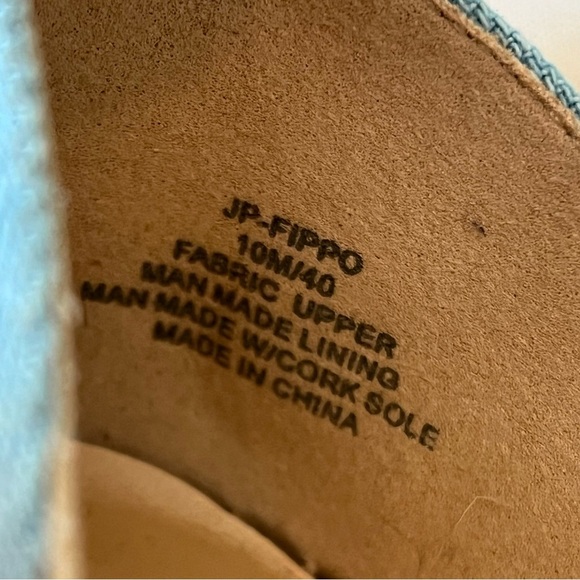 JP-FIPPO
10M/40
FABRIC UPPER
MAN MADE LINING
MAN MADE W/CORK SOLE
MADE IN CHINA